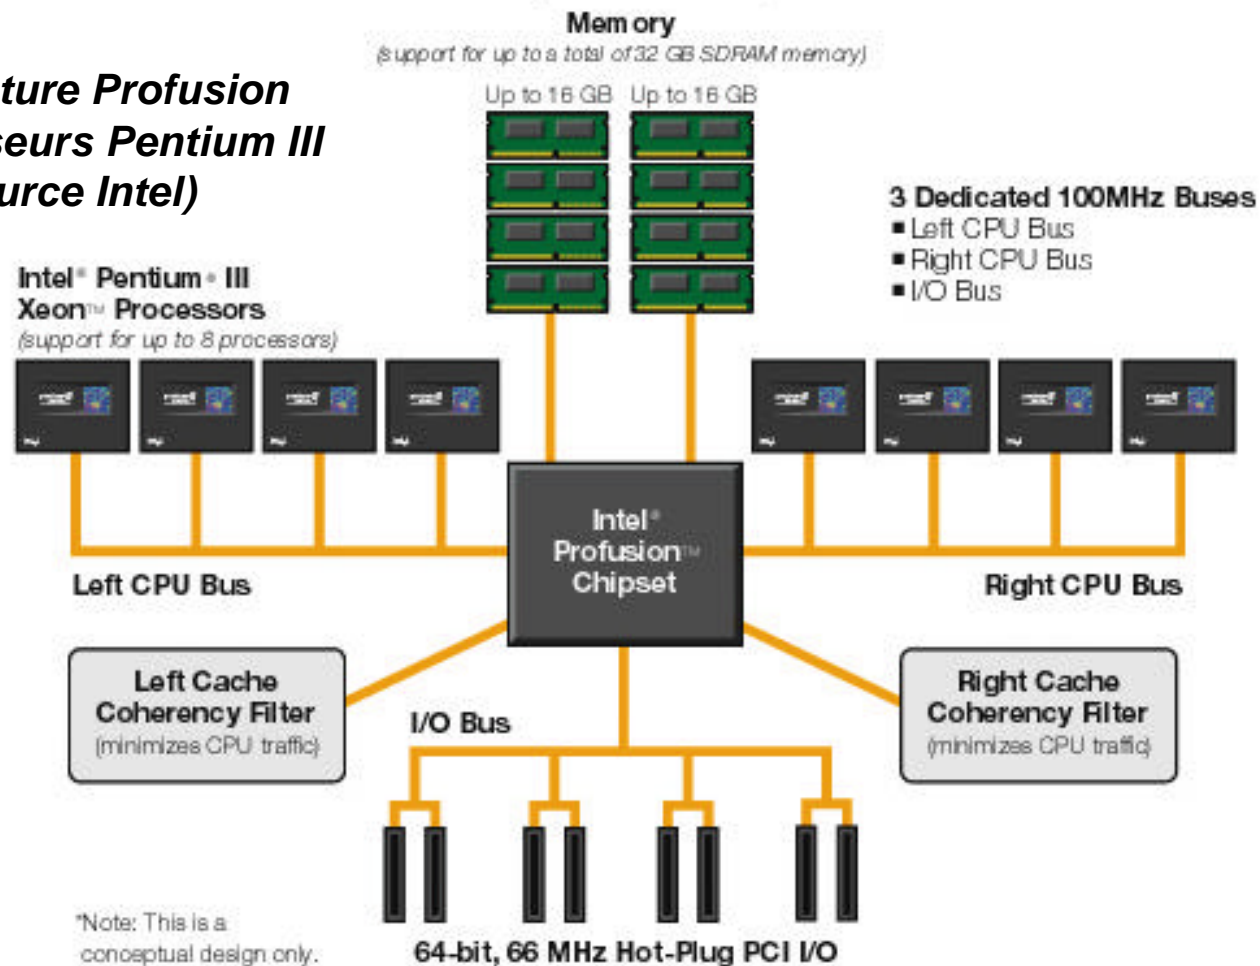 Memory
(support for up to a total of 32 GB SDRAM memory)
ture Profusion
seurs Pentium III
urce Intel)
Up to 16 GB Up to 16 GB
3 Dedicated 100MHz Buses
▪ Left CPU Bus
▪ Right CPU Bus
▪ I/O Bus
Intel® Pentium® III
Xeon™ Processors
(support for up to 8 processors)
Intel®
Profusion™
Chipset
Left CPU Bus
Right CPU Bus
Left Cache
Coherency Filter
(minimizes CPU traffic)
Right Cache
Coherency Filter
(minimizes CPU traffic)
I/O Bus
*Note: This is a
conceptual design only.
64-bit, 66 MHz Hot-Plug PCI I/O